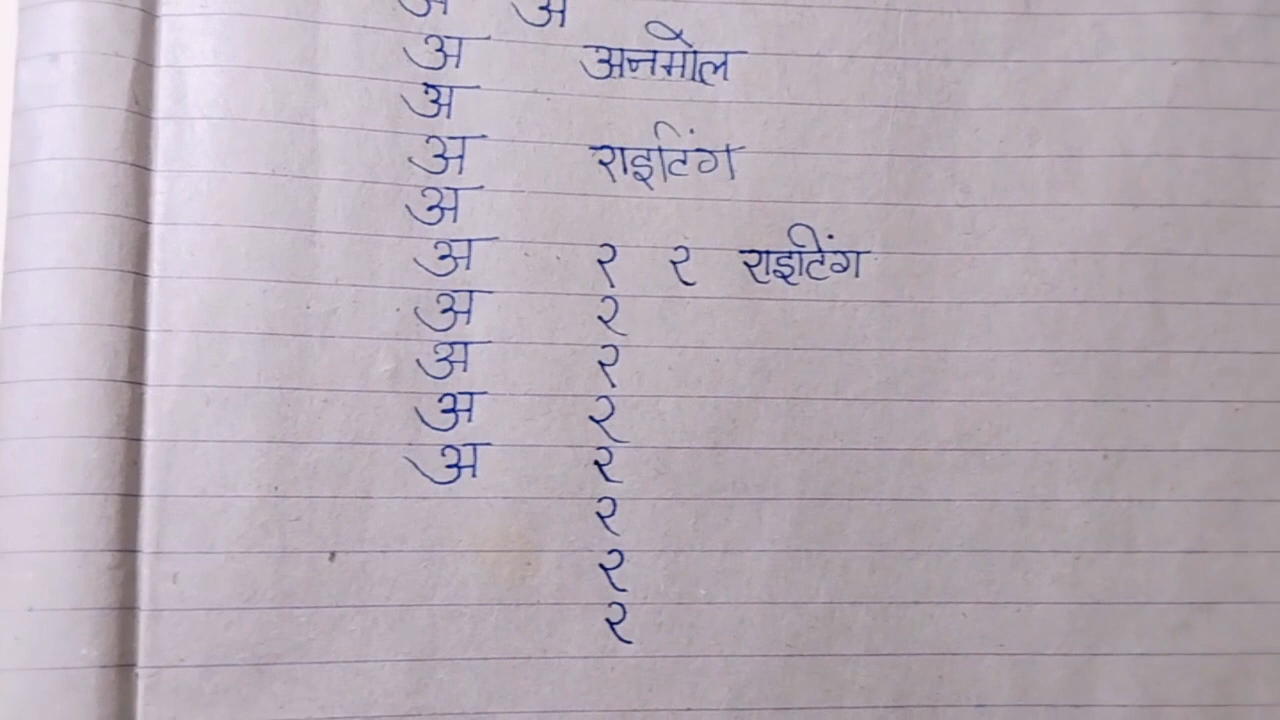 अ अ
अ अनमोल
अ
अ राइटिंग
अ
अ र र राइटिंग
अ र
अ र
अ र
अ र
र
र
र